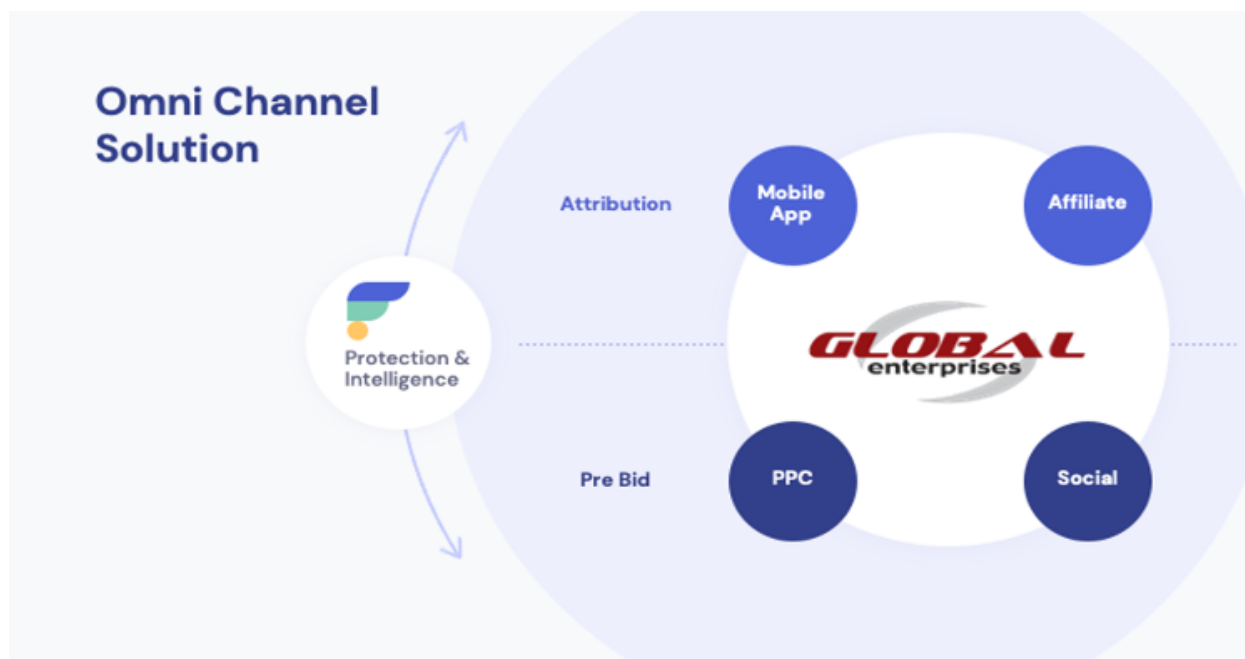 Omni Channel
Solution
Attribution
Mobile
App
Affiliate
Protection &
Intelligence
GLOBAL
enterprises
Pre Bid
PPC
Social